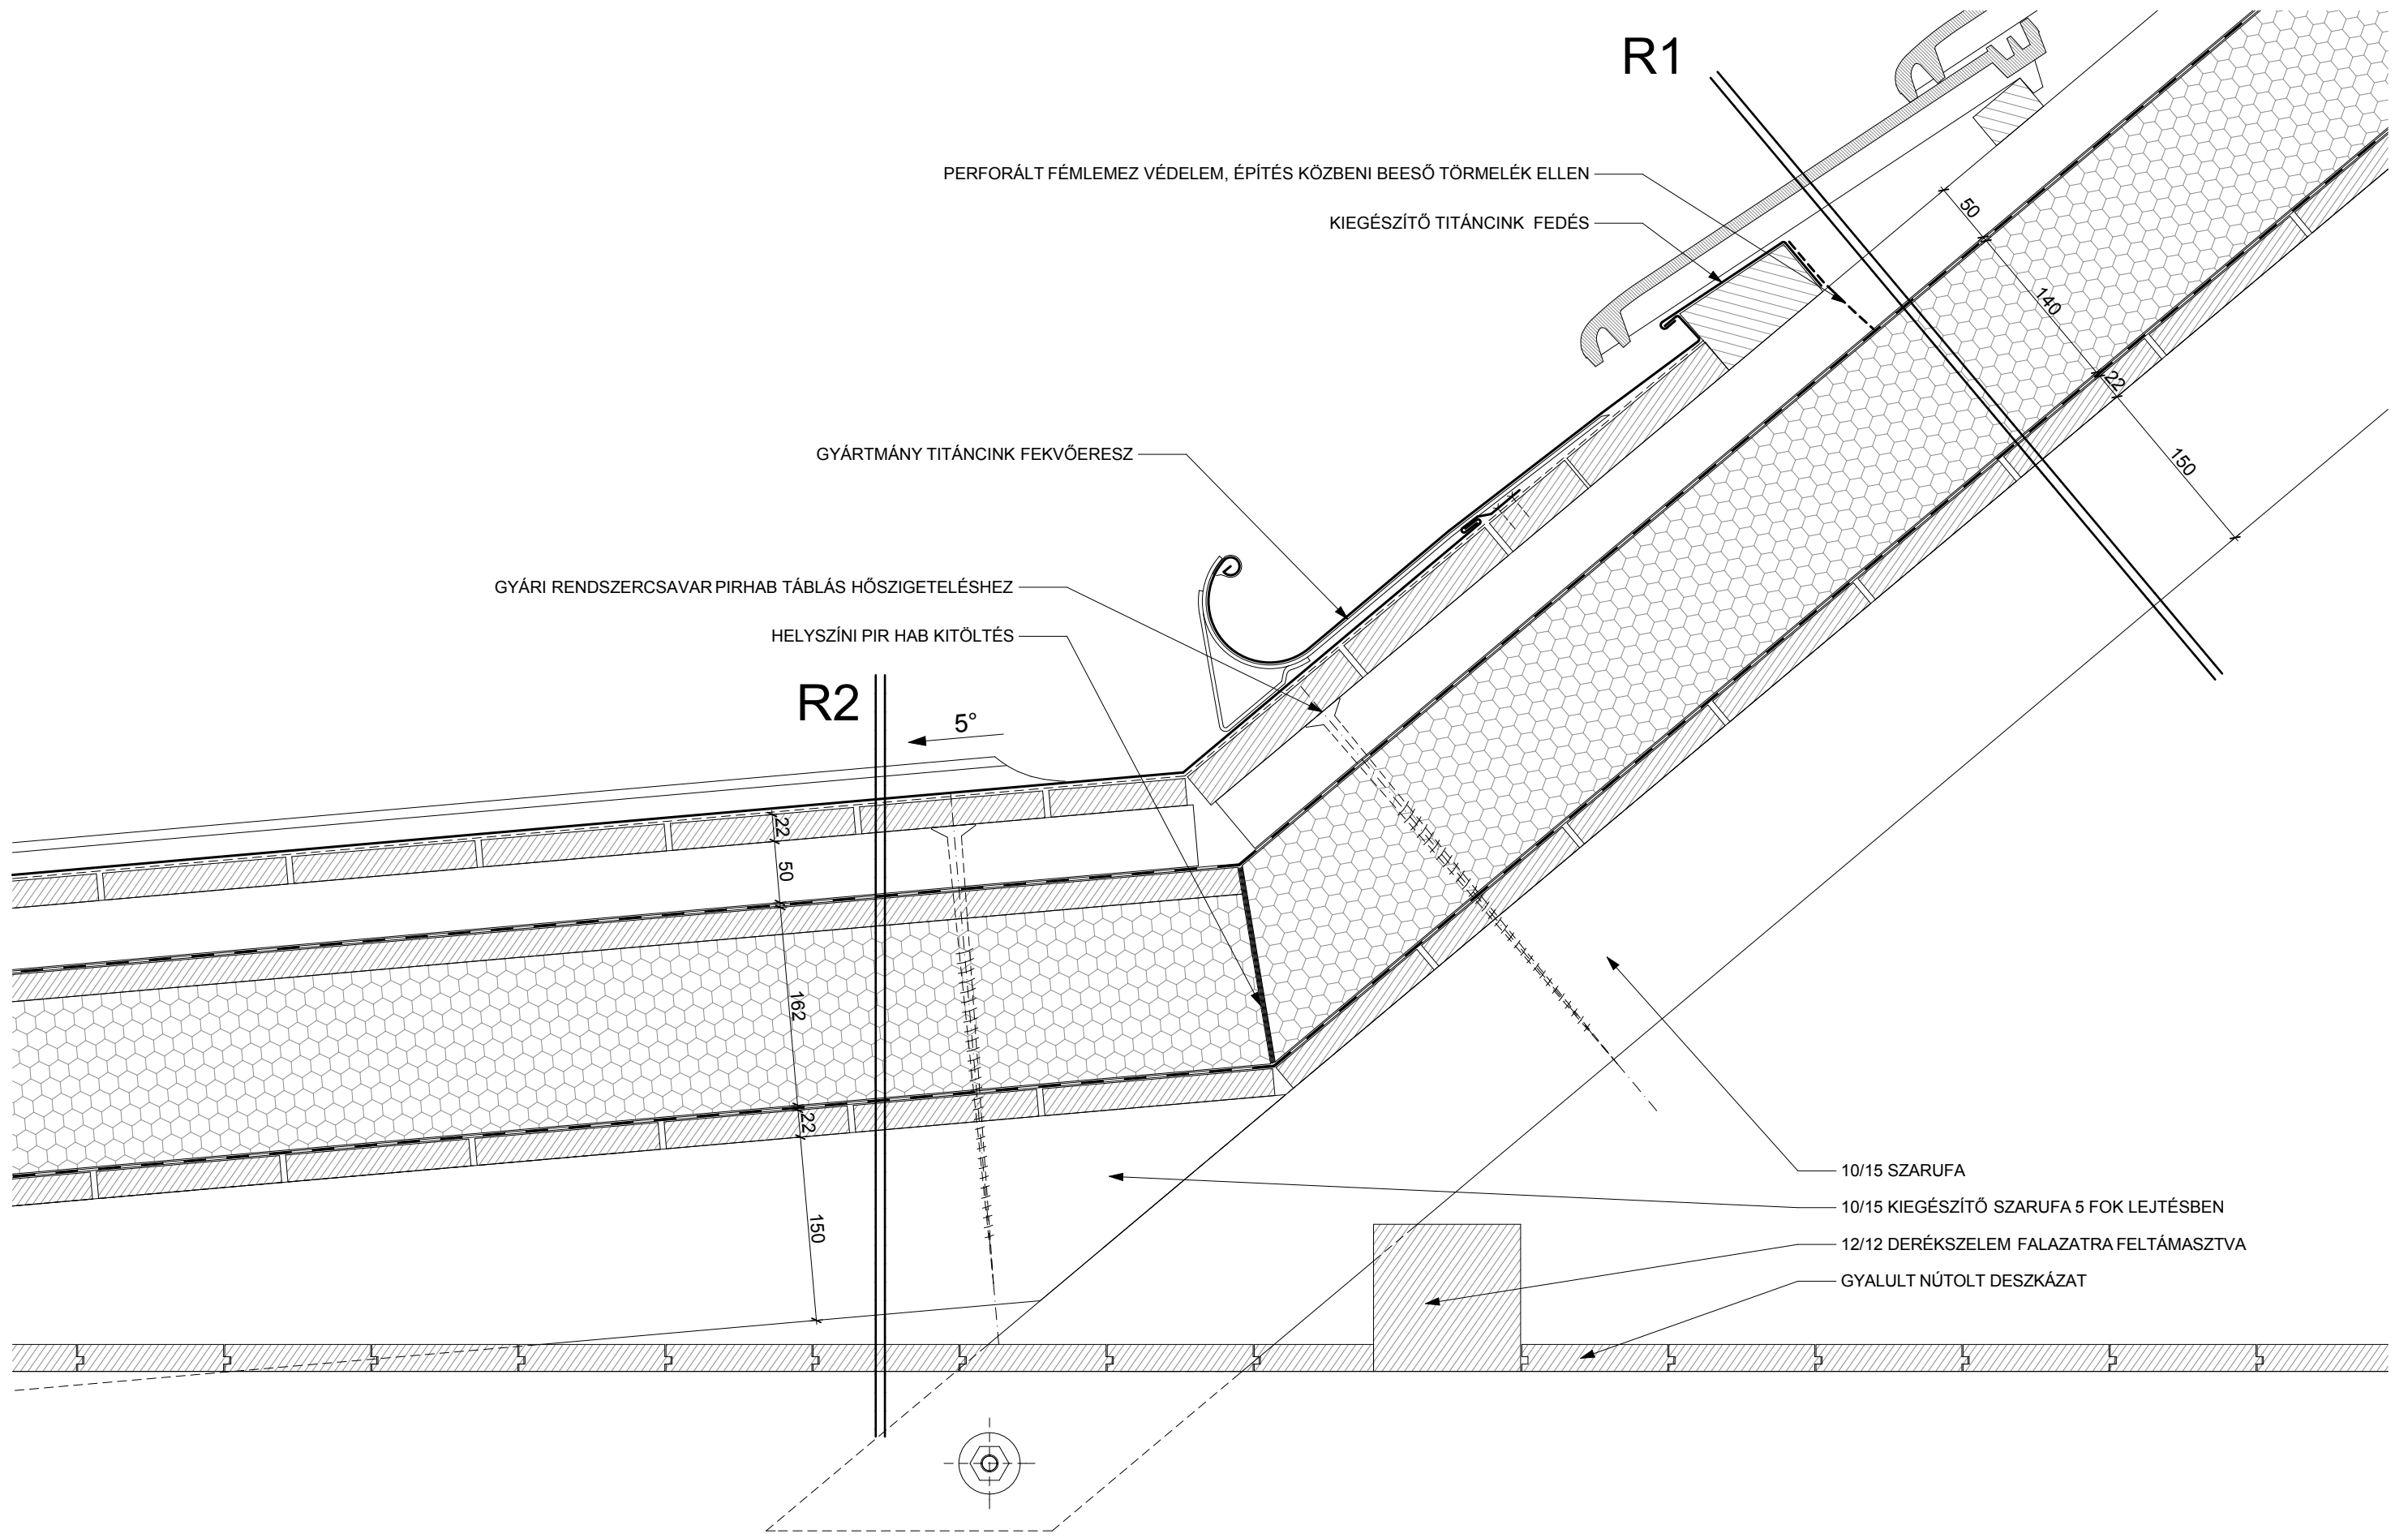 R1
PERFORÁLT FÉMLEMEZ VÉDELEM, ÉPÍTÉS KÖZBENI BEESŐ TÖRMELÉK ELLEN
KIEGÉSZÍTŐ TITÁNCINK FEDÉS
50
140
22
150
GYÁRTMÁNY TITÁNCINK FEKVŐERESZ
GYÁRI RENDSZERCSAVAR PIRHAB TÁBLÁS HŐSZIGETELÉSHEZ
HELYSZÍNI PIR HAB KITÖLTÉS
R2
5°
22
50
162
22
150
10/15 SZARUFA
10/15 KIEGÉSZÍTŐ SZARUFA 5 FOK LEJTÉSBEN
12/12 DERÉKSZELEM FALAZATRA FELTÁMASZTVA
GYALULT NÚTOLT DESZKÁZAT